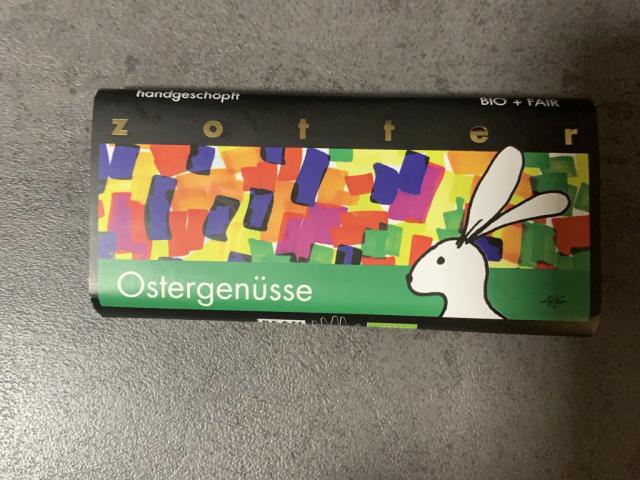 handgeschöpft
BIO + FAIR
zotter
Ostergenüsse